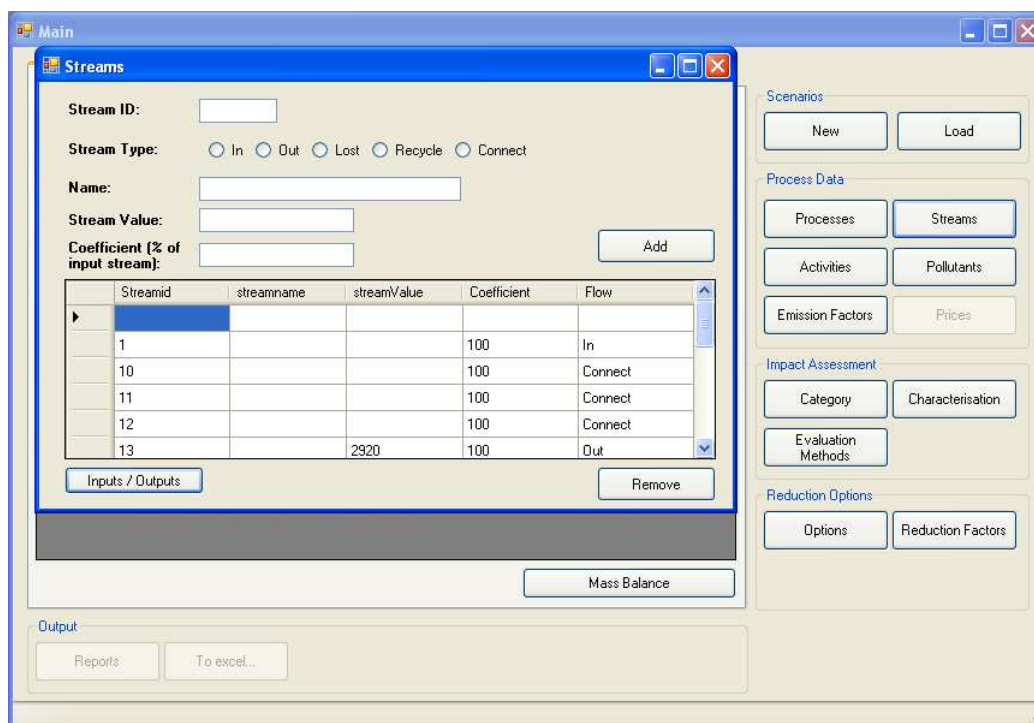 Main
Streams
Stream ID:
Stream Type: In Out Lost Recycle Connect
Name:
Stream Value:
Coefficient (% of
input stream):
Add
Streamid streamname streamValue Coefficient Flow
1 100 In
10 100 Connect
11 100 Connect
12 100 Connect
13 2920 100 Out
Inputs / Outputs
Remove
Mass Balance
Scenarios
New Load
Process Data
Processes Streams
Activities Pollutants
Emission Factors Prices
Impact Assessment
Category Characterisation
Evaluation
Methods
Reduction Options
Options Reduction Factors
Output
Reports To excel...